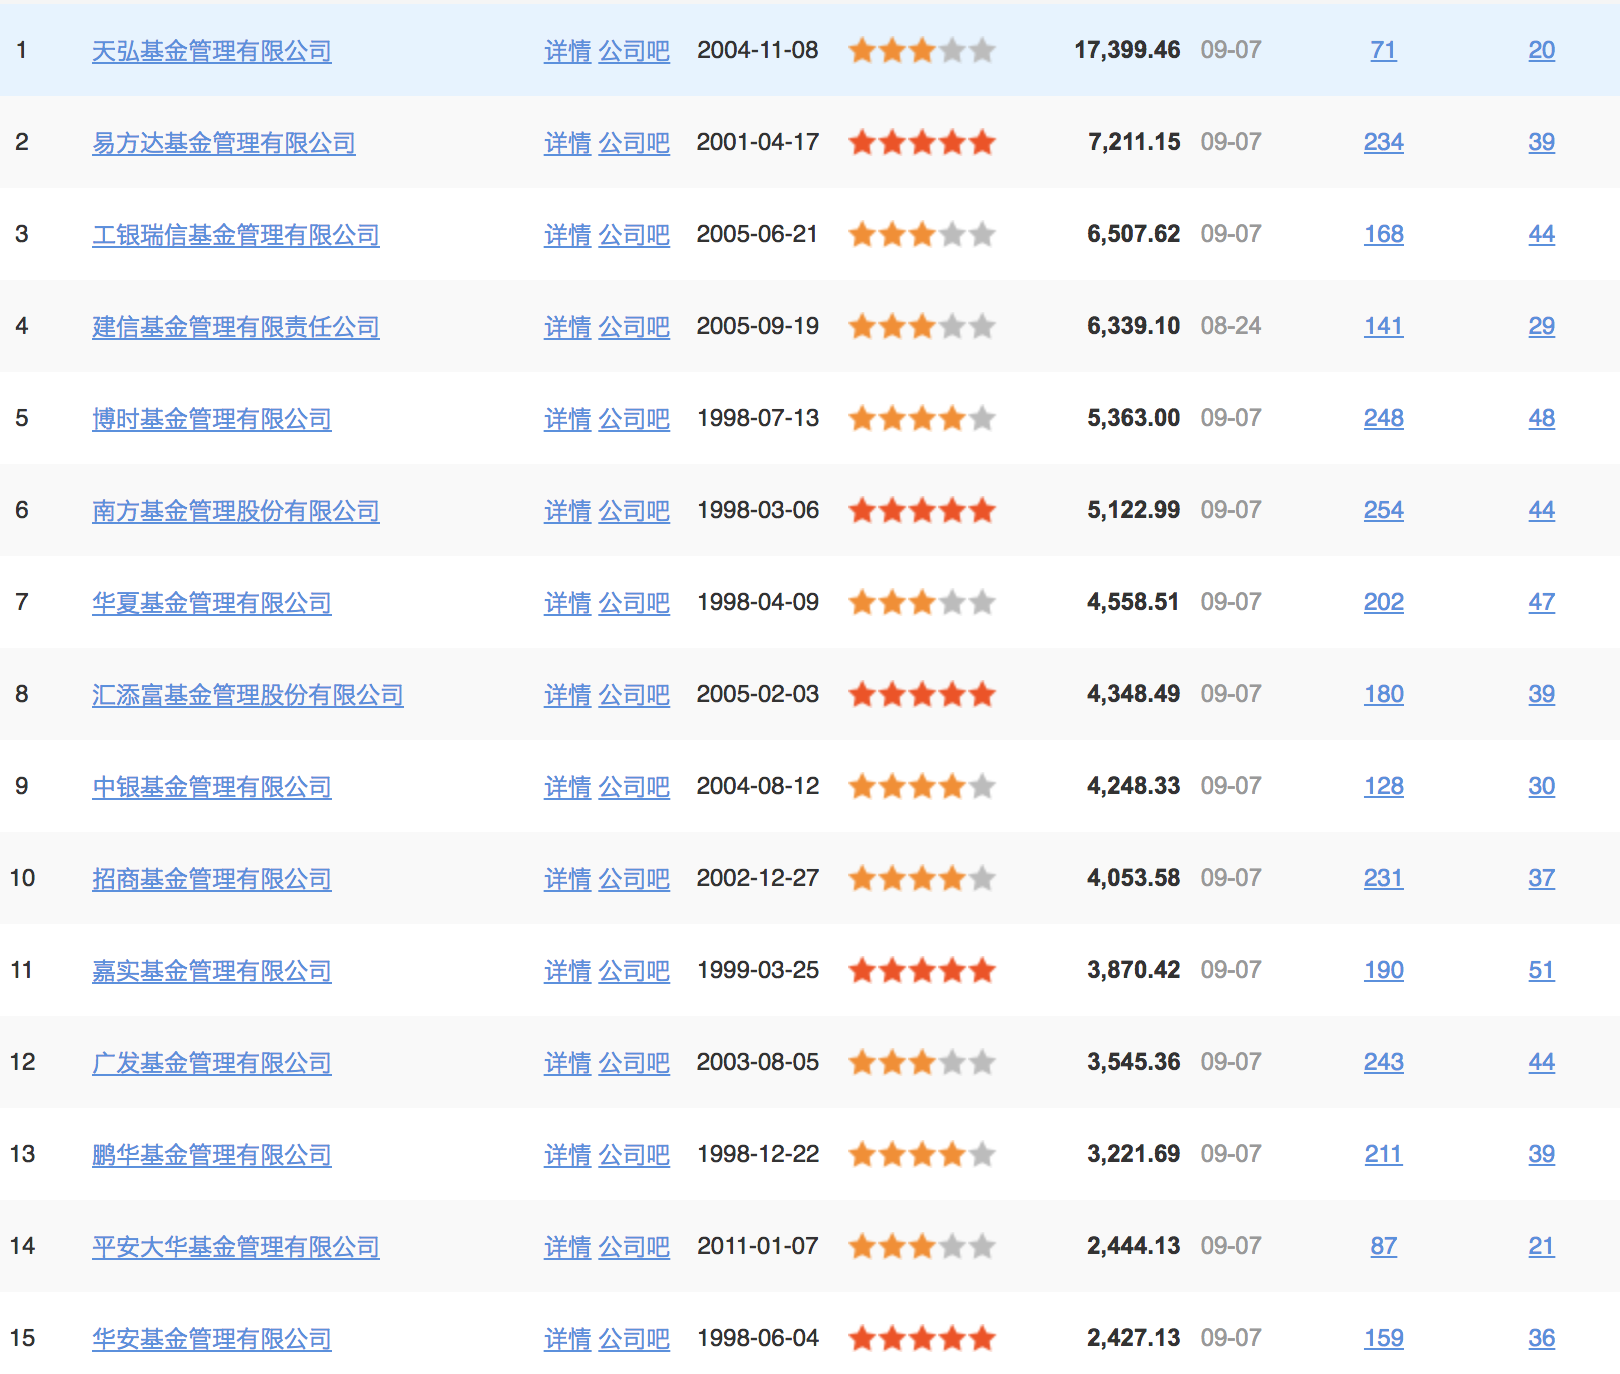 1 天弘基金管理有限公司 详情 公司吧 2004-11-08 17,399.46 09-07 71 20
2 易方达基金管理有限公司 详情 公司吧 2001-04-17 7,211.15 09-07 234 39
3 工银瑞信基金管理有限公司 详情 公司吧 2005-06-21 6,507.62 09-07 168 44
4 建信基金管理有限责任公司 详情 公司吧 2005-09-19 6,339.10 08-24 141 29
5 博时基金管理有限公司 详情 公司吧 1998-07-13 5,363.00 09-07 248 48
6 南方基金管理股份有限公司 详情 公司吧 1998-03-06 5,122.99 09-07 254 44
7 华夏基金管理有限公司 详情 公司吧 1998-04-09 4,558.51 09-07 202 47
8 汇添富基金管理股份有限公司 详情 公司吧 2005-02-03 4,348.49 09-07 180 39
9 中银基金管理有限公司 详情 公司吧 2004-08-12 4,248.33 09-07 128 30
10 招商基金管理有限公司 详情 公司吧 2002-12-27 4,053.58 09-07 231 37
11 嘉实基金管理有限公司 详情 公司吧 1999-03-25 3,870.42 09-07 190 51
12 广发基金管理有限公司 详情 公司吧 2003-08-05 3,545.36 09-07 243 44
13 鹏华基金管理有限公司 详情 公司吧 1998-12-22 3,221.69 09-07 211 39
14 平安大华基金管理有限公司 详情 公司吧 2011-01-07 2,444.13 09-07 87 21
15 华安基金管理有限公司 详情 公司吧 1998-06-04 2,427.13 09-07 159 36